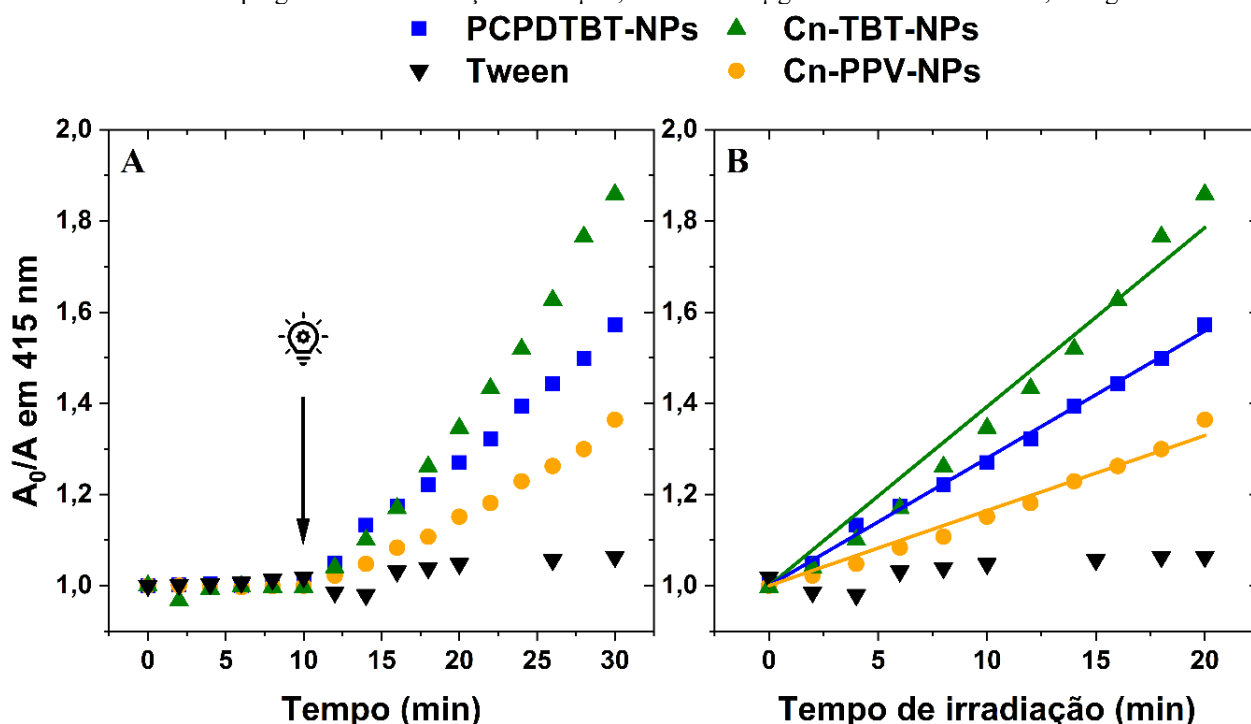 PCPDTBT-NPs Cn-TBT-NPs
Tween Cn-PPV-NPs
A B
A₀/A em 415 nm
2,0
1,8
1,6
1,4
1,2
1,0
0 5 10 15 20 25 30
Tempo (min)
2,0
1,8
1,6
1,4
1,2
1,0
0 5 10 15 20
Tempo de irradiação (min)